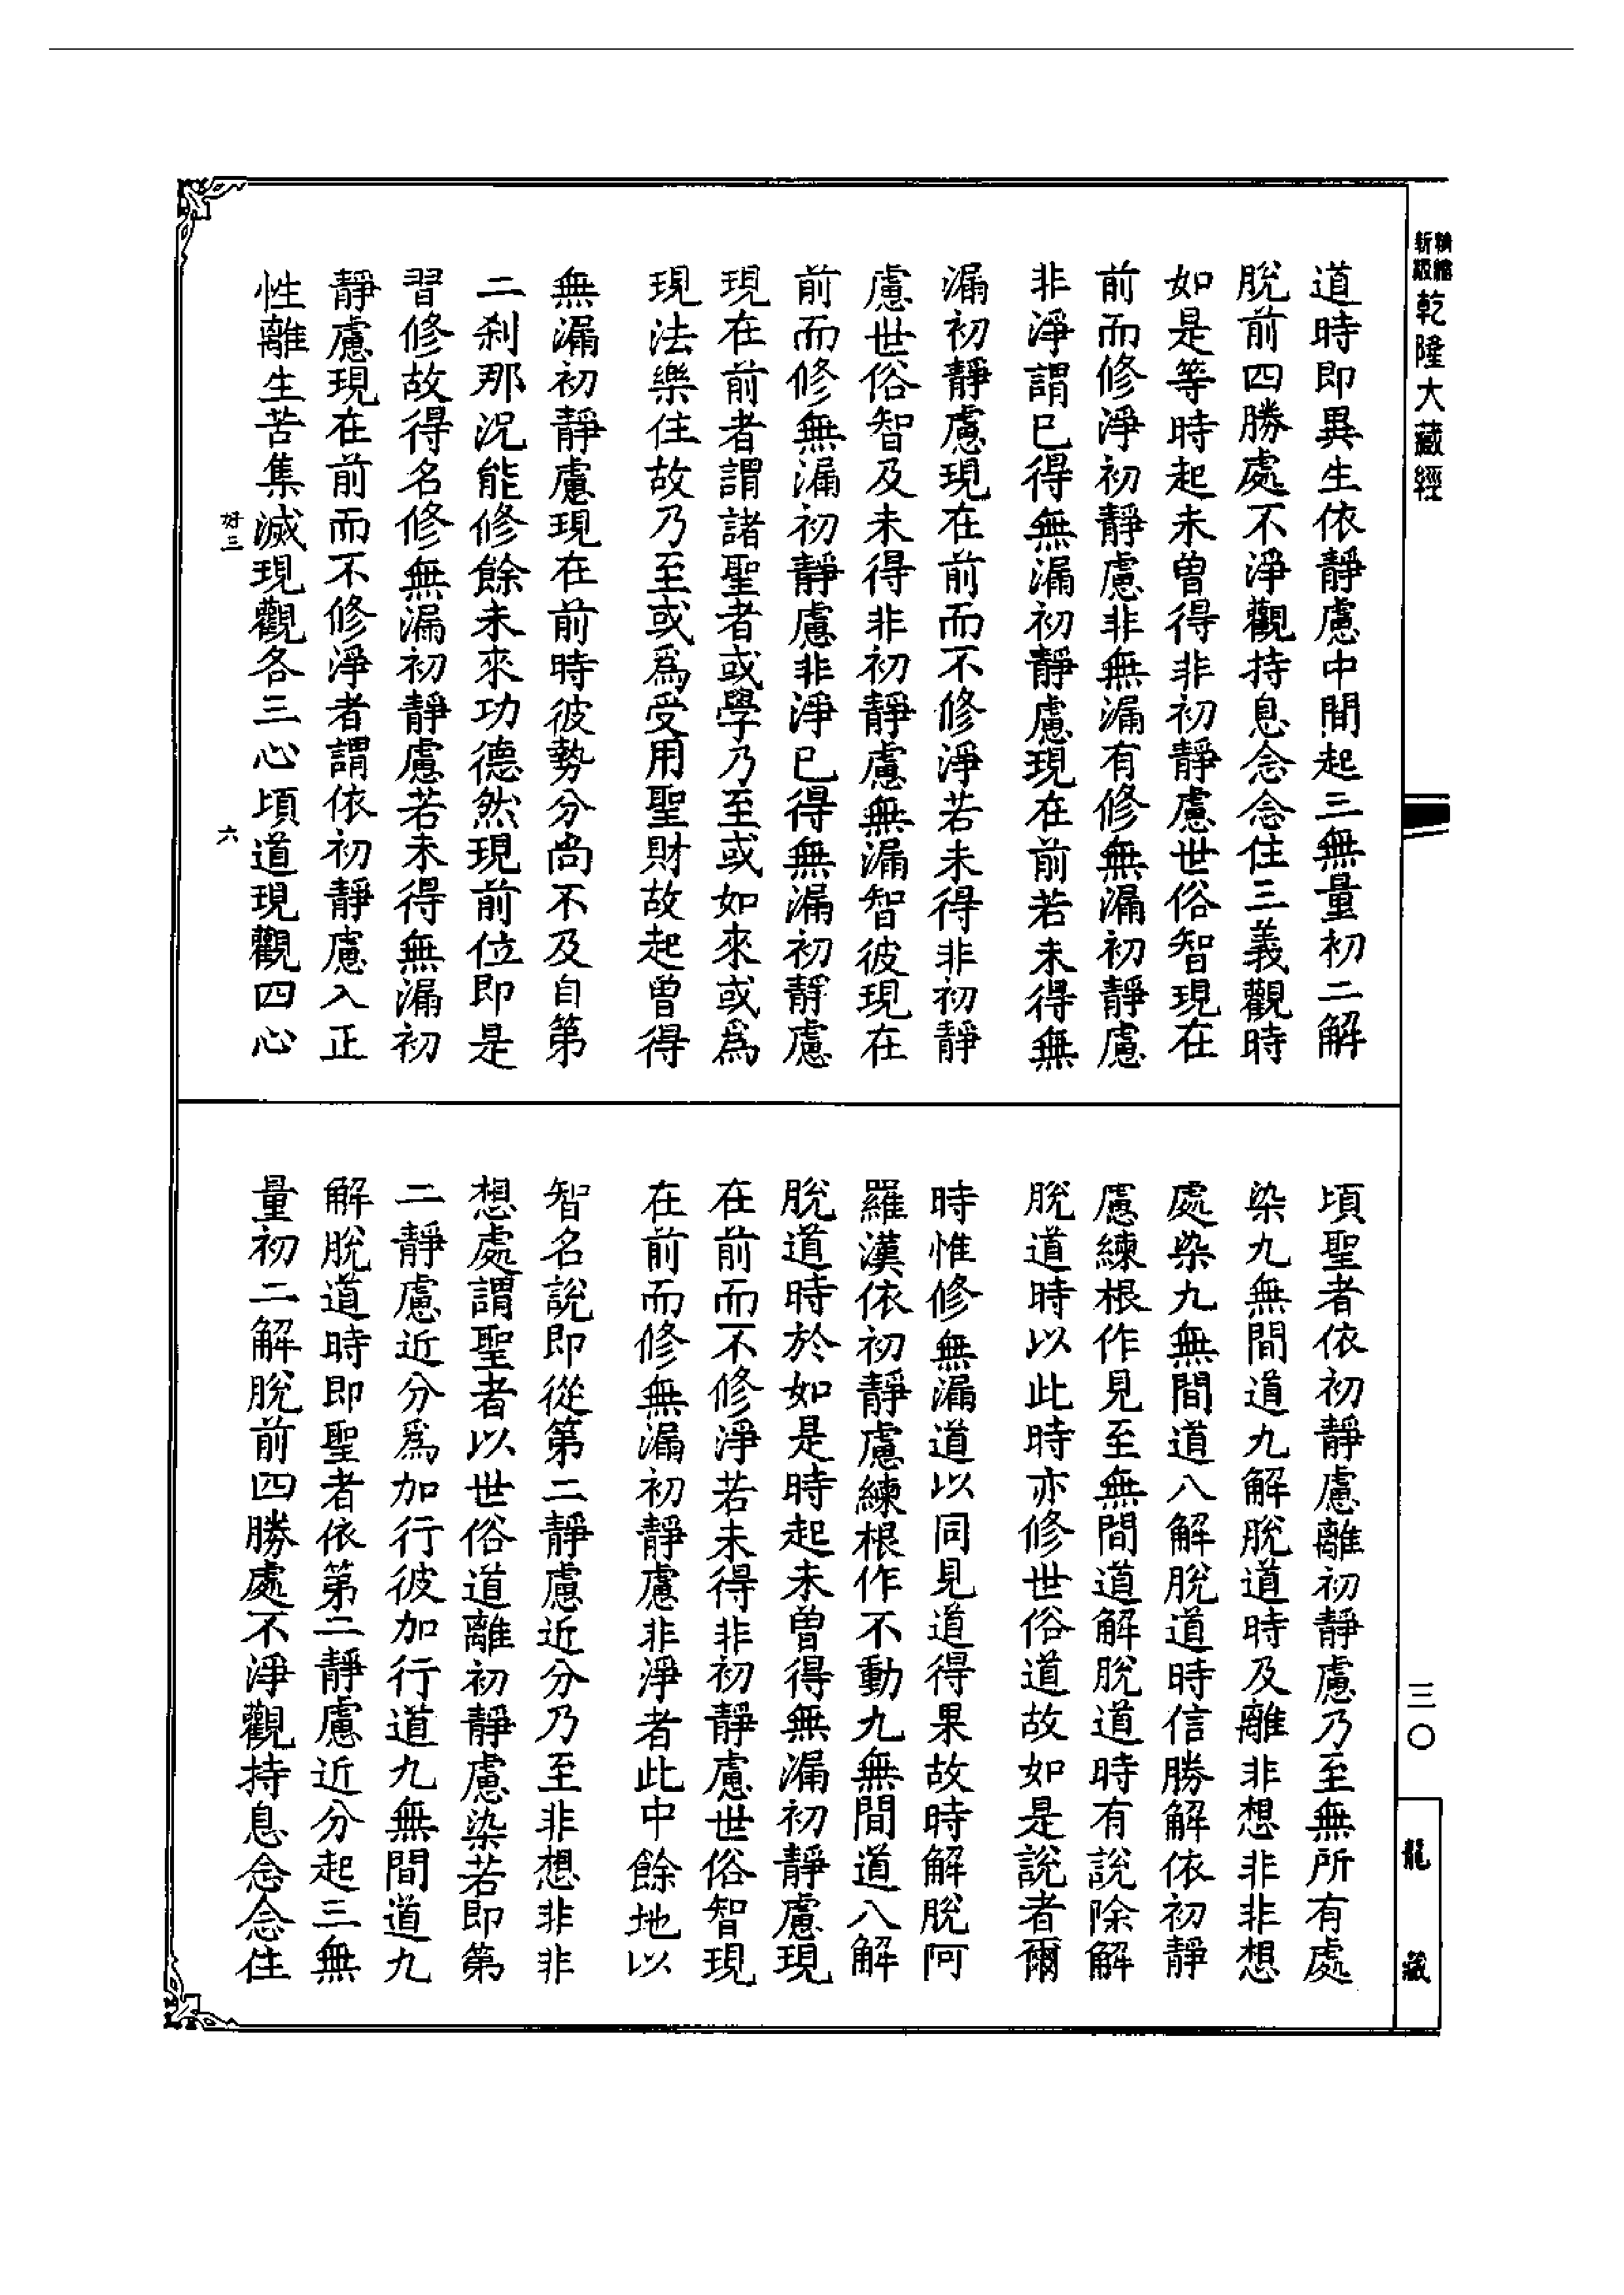 新縮精級乾隆大藏經
道時即異生依靜慮中間起三無量初二解
脫前四勝處不淨觀持息念念住三義觀時
如是等時起未曾得非初靜慮世俗智現在
前而修淨初靜慮非無漏有修無漏初靜慮
非淨謂已得無漏初靜慮現在前若未得無
漏初靜慮現在前而不修淨若未得非初靜
慮世俗智及未得非初靜慮無漏智彼現在
前而修無漏初靜慮非淨已得無漏初靜慮
現在前者謂諸聖者或學乃至或如來或為
現法樂住故乃至或為受用聖財故起曾得
無漏初靜慮現在前時彼勢分尚不及自第
二剎那況能修餘未來功德然現前位即是
習修故得名修無漏初靜慮若未得無漏初
靜慮現在前而不修淨者謂依初靜慮入正
性離生苦集滅現觀各三心頃道現觀四心
好三
六
頃聖者依初靜慮離初靜慮乃至無所有處
染九無間道九解脫道時及離非想非非想
處染九無間道八解脫道時信勝解依初靜
慮練根作見至無間道解脫道時有說除解
脫道時以此時亦修世俗道故如是說者爾
時惟修無漏道以同見道得果故時解脫阿
羅漢依初靜慮練根作不動九無間道八解
脫道時於如是時起未曾得無漏初靜慮現
在前而不修淨若未得非初靜慮世俗智現
在前而修無漏初靜慮非淨者此中餘地以
智名說即從第二靜慮近分乃至非想非非
想處謂聖者以世俗道離初靜慮染若即第
二靜慮近分為加行彼加行道九無間道九
解脫道時即聖者依第二靜慮近分起三無
量初二解脫前四勝處不淨觀持息念念住
三〇
龍藏